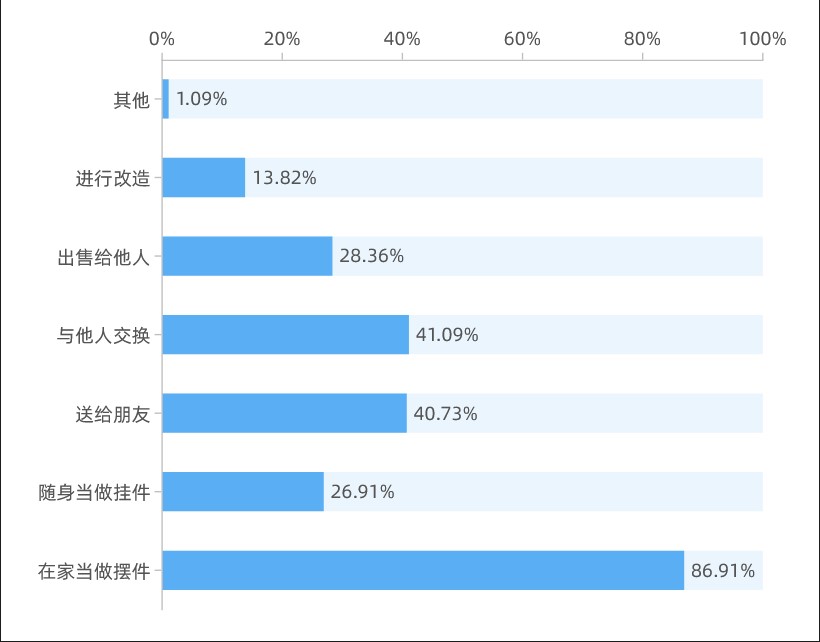 0% 20% 40% 60% 80% 100%
其他 1.09%
进行改造 13.82%
出售给他人 28.36%
与他人交换 41.09%
送给朋友 40.73%
随身当做挂件 26.91%
在家当做摆件 86.91%